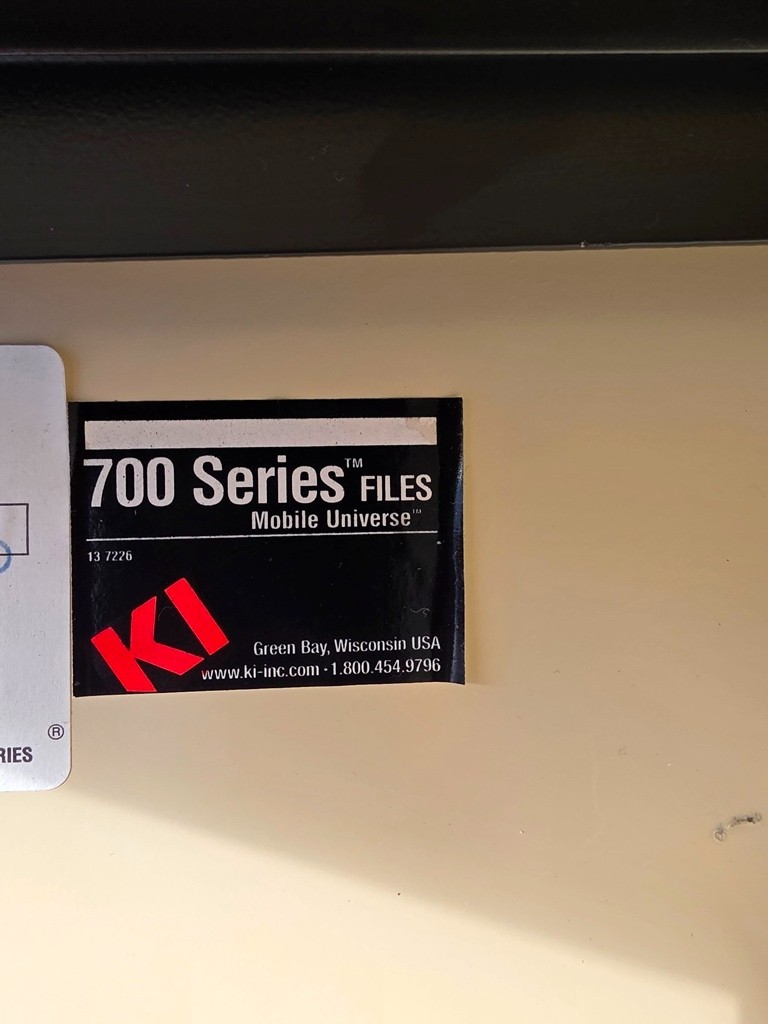 700 Series™ FILES
Mobile Universe™
13 7226
KI
Green Bay, Wisconsin USA
www.ki-inc.com · 1.800.454.9796
®
RIES